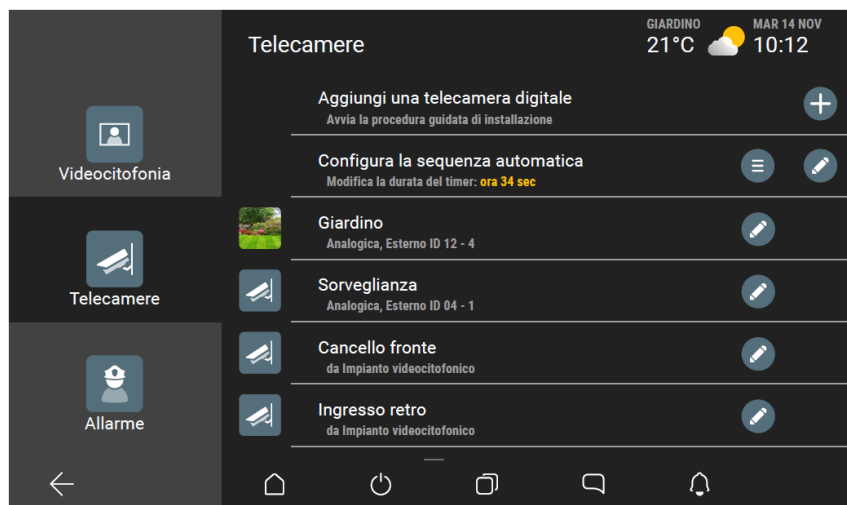 Telecamere
GIARDINO
21°C
MAR 14 NOV
10:12
Videocitofonia
Telecamere
Allarme
Aggiungi una telecamera digitale
Avvia la procedura guidata di installazione
Configura la sequenza automatica
Modifica la durata del timer: ora 34 sec
Giardino
Analogica, Esterno ID 12 - 4
Sorveglianza
Analogica, Esterno ID 04 - 1
Cancello fronte
da Impianto videocitofonico
Ingresso retro
da Impianto videocitofonico